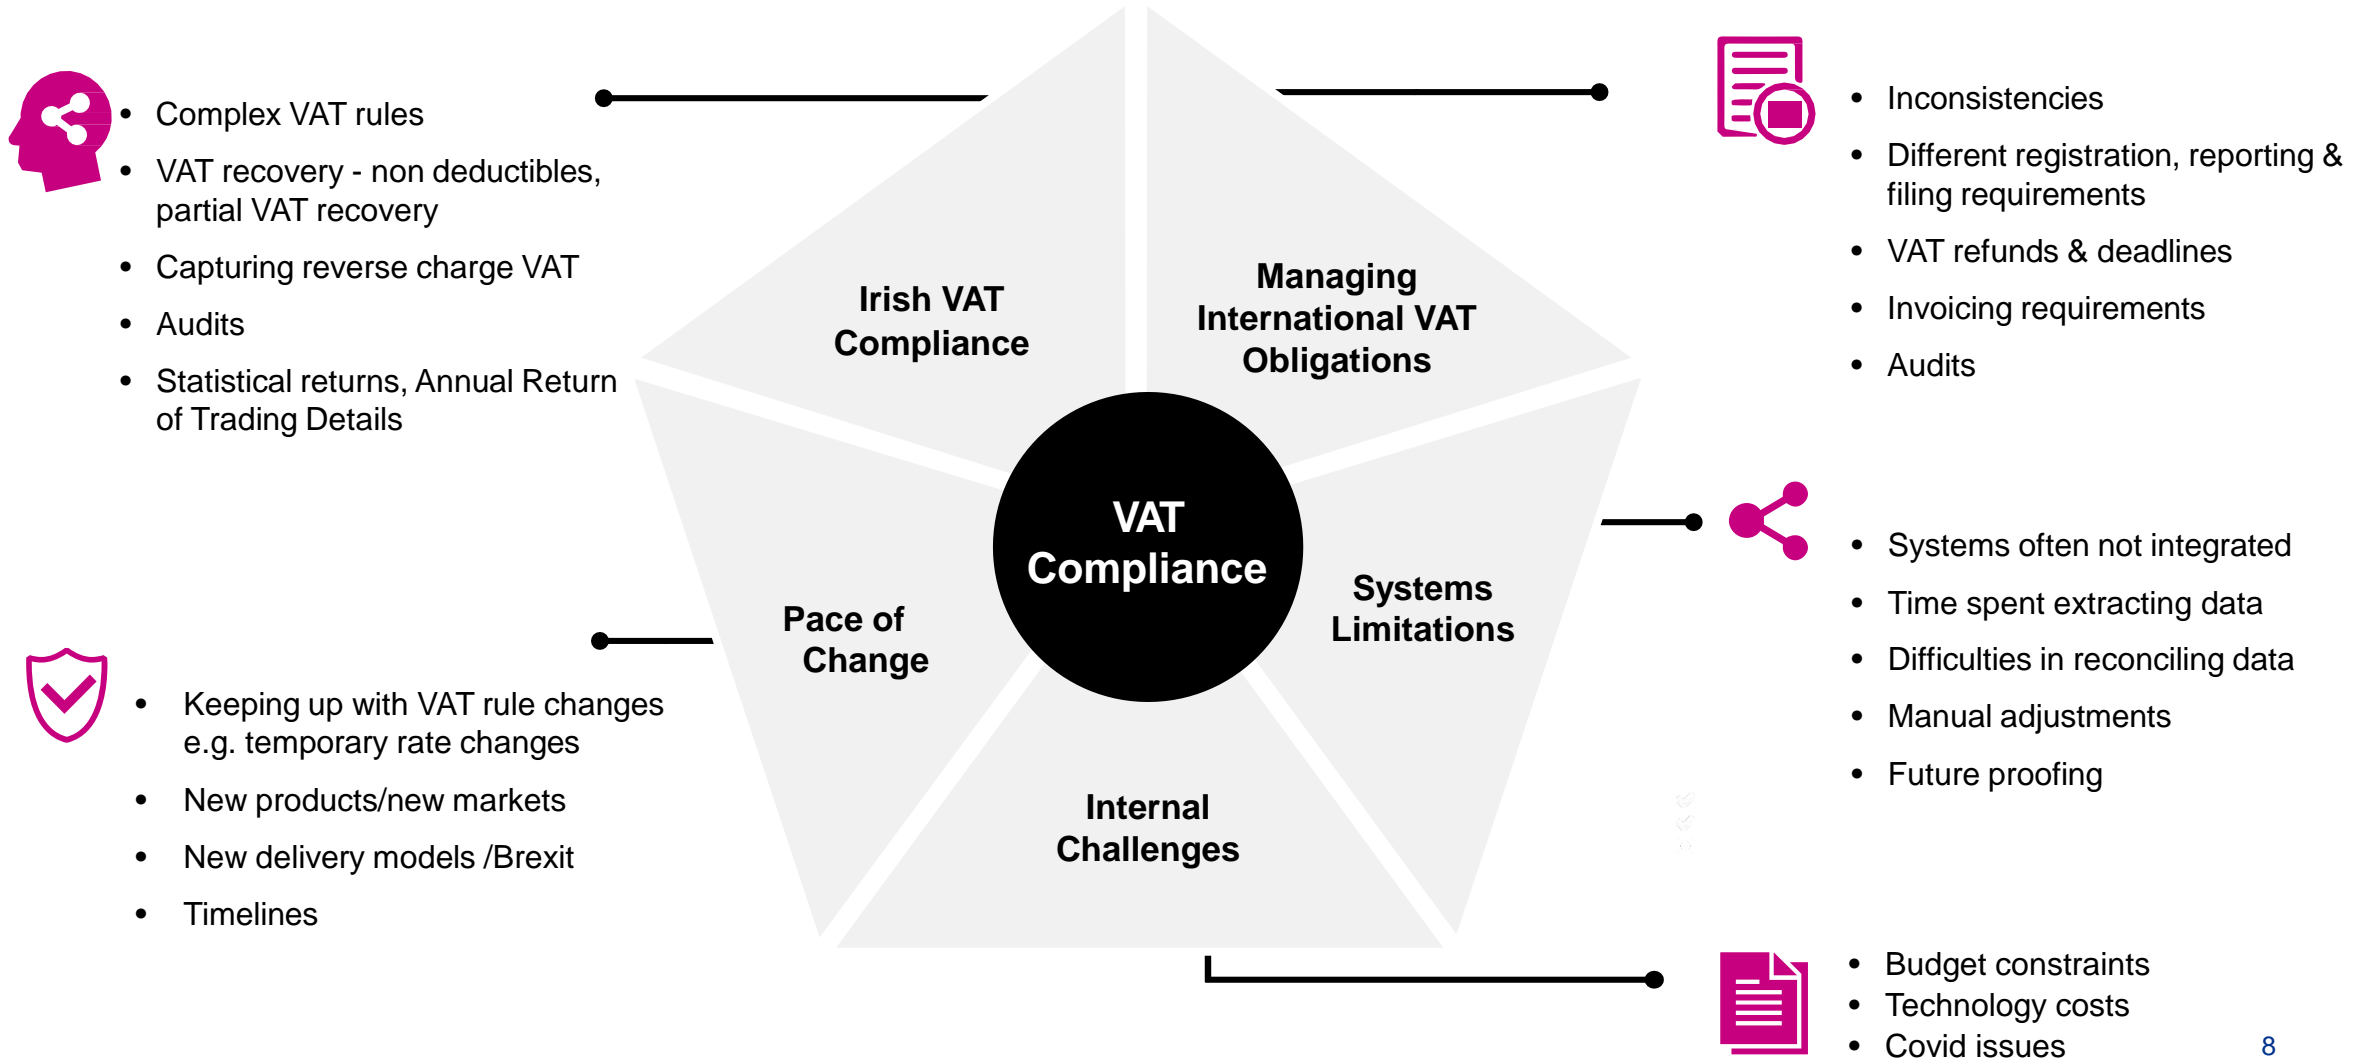 • Complex VAT rules
• VAT recovery - non deductibles,
partial VAT recovery
• Capturing reverse charge VAT
• Audits
• Statistical returns, Annual Return
of Trading Details
Irish VAT
Compliance
Managing
International VAT
Obligations
• Inconsistencies
• Different registration, reporting &
filing requirements
• VAT refunds & deadlines
• Invoicing requirements
• Audits
VAT
Compliance
Pace of
Change
• Keeping up with VAT rule changes
e.g. temporary rate changes
• New products/new markets
• New delivery models /Brexit
• Timelines
Systems
Limitations
• Systems often not integrated
• Time spent extracting data
• Difficulties in reconciling data
• Manual adjustments
• Future proofing
Internal
Challenges
• Budget constraints
• Technology costs
• Covid issues
8